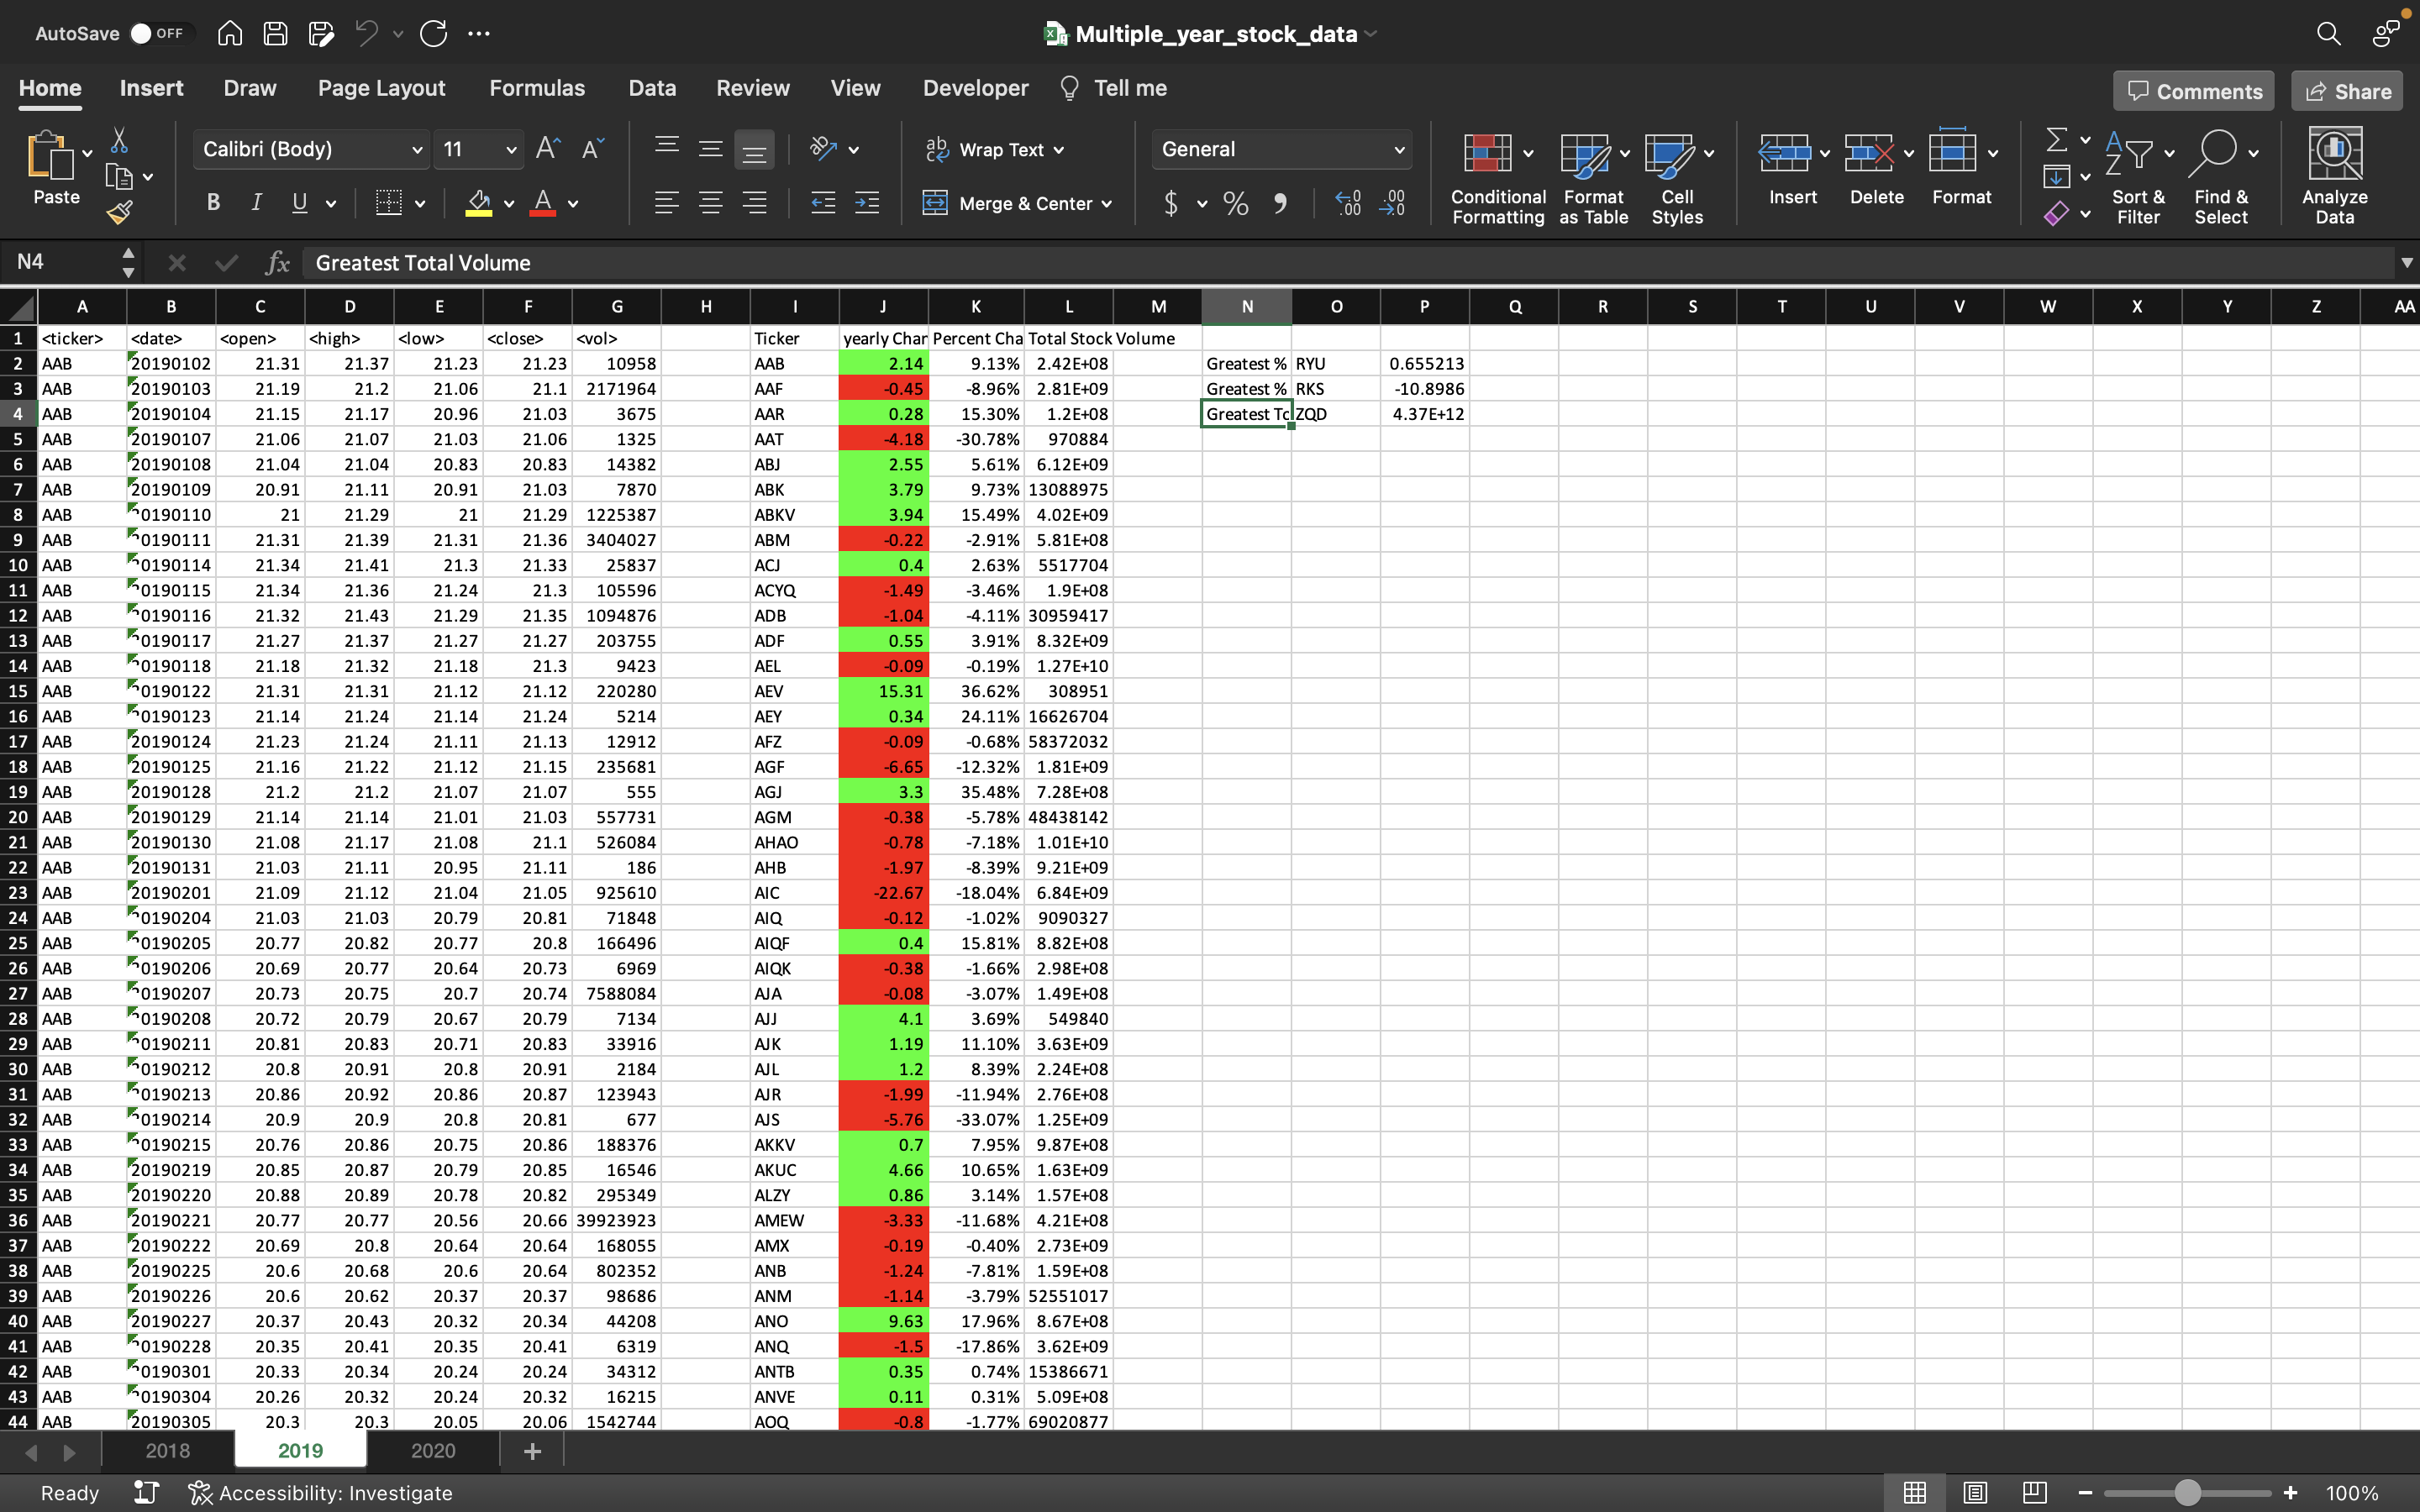 AutoSave OFF
Multiple_year_stock_data
Home Insert Draw Page Layout Formulas Data Review View Developer Tell me
Comments Share
Paste
Calibri (Body) 11
B I U
Wrap Text
Merge & Center
General
$ % ,
Conditional Formatting
Format as Table
Cell Styles
Insert
Delete
Format
Sort & Filter
Find & Select
Analyze Data
N4 fx Greatest Total Volume
A B C D E F G H I J K L M N O P Q R S T U V W X Y Z AA
1 <ticker> <date> <open> <high> <low> <close> <vol> Ticker yearly Char Percent Cha Total Stock Volume
2 AAB 20190102 21.31 21.37 21.23 21.23 10958 AAB 2.14 9.13% 2.42E+08 Greatest % RYU 0.655213
3 AAB 20190103 21.19 21.2 21.06 21.1 2171964 AAF -0.45 -8.96% 2.81E+09 Greatest % RKS -10.8986
4 AAB 20190104 21.15 21.17 20.96 21.03 3675 AAR 0.28 15.30% 1.2E+08 Greatest Tc ZQD 4.37E+12
5 AAB 20190107 21.06 21.07 21.03 21.06 1325 AAT -4.18 -30.78% 970884
6 AAB 20190108 21.04 21.04 20.83 20.83 14382 ABJ 2.55 5.61% 6.12E+09
7 AAB 20190109 20.91 21.11 20.91 21.03 7870 ABK 3.79 9.73% 13088975
8 AAB 20190110 21 21.29 21 21.29 1225387 ABKV 3.94 15.49% 4.02E+09
9 AAB 20190111 21.31 21.39 21.31 21.36 3404027 ABM -0.22 -2.91% 5.81E+08
10 AAB 20190114 21.34 21.41 21.3 21.33 25837 ACJ 0.4 2.63% 5517704
11 AAB 20190115 21.34 21.36 21.24 21.3 105596 ACYQ -1.49 -3.46% 1.9E+08
12 AAB 20190116 21.32 21.43 21.29 21.35 1094876 ADB -1.04 -4.11% 30959417
13 AAB 20190117 21.27 21.37 21.27 21.27 203755 ADF 0.55 3.91% 8.32E+09
14 AAB 20190118 21.18 21.32 21.18 21.3 9423 AEL -0.09 -0.19% 1.27E+10
15 AAB 20190122 21.31 21.31 21.12 21.12 220280 AEV 15.31 36.62% 308951
16 AAB 20190123 21.14 21.24 21.14 21.24 5214 AEY 0.34 24.11% 16626704
17 AAB 20190124 21.23 21.24 21.11 21.13 12912 AFZ -0.09 -0.68% 58372032
18 AAB 20190125 21.16 21.22 21.12 21.15 235681 AGF -6.65 -12.32% 1.81E+09
19 AAB 20190128 21.2 21.2 21.07 21.07 555 AGJ 3.3 35.48% 7.28E+08
20 AAB 20190129 21.14 21.14 21.01 21.03 557731 AGM -0.38 -5.78% 48438142
21 AAB 20190130 21.08 21.17 21.08 21.1 526084 AHAO -0.78 -7.18% 1.01E+10
22 AAB 20190131 21.03 21.11 20.95 21.11 186 AHB -1.97 -8.39% 9.21E+09
23 AAB 20190201 21.09 21.12 21.04 21.05 925610 AIC -22.67 -18.04% 6.84E+09
24 AAB 20190204 21.03 21.03 20.79 20.81 71848 AIQ -0.12 -1.02% 9090327
25 AAB 20190205 20.77 20.82 20.77 20.8 166496 AIQF 0.4 15.81% 8.82E+08
26 AAB 20190206 20.69 20.77 20.64 20.73 6969 AIQK -0.38 -1.66% 2.98E+08
27 AAB 20190207 20.73 20.75 20.7 20.74 7588084 AJA -0.08 -3.07% 1.49E+08
28 AAB 20190208 20.72 20.79 20.67 20.79 7134 AJJ 4.1 3.69% 549840
29 AAB 20190211 20.81 20.83 20.71 20.83 33916 AJK 1.19 11.10% 3.63E+09
30 AAB 20190212 20.8 20.91 20.8 20.91 2184 AJL 1.2 8.39% 2.24E+08
31 AAB 20190213 20.86 20.92 20.86 20.87 123943 AJR -1.99 -11.94% 2.76E+08
32 AAB 20190214 20.9 20.9 20.8 20.81 677 AJS -5.76 -33.07% 1.25E+09
33 AAB 20190215 20.76 20.86 20.75 20.86 188376 AKKV 0.7 7.95% 9.87E+08
34 AAB 20190219 20.85 20.87 20.79 20.85 16546 AKUC 4.66 10.65% 1.63E+09
35 AAB 20190220 20.88 20.89 20.78 20.82 295349 ALZY 0.86 3.14% 1.57E+08
36 AAB 20190221 20.77 20.77 20.56 20.66 39923923 AMEW -3.33 -11.68% 4.21E+08
37 AAB 20190222 20.69 20.8 20.64 20.64 168055 AMX -0.19 -0.40% 2.73E+09
38 AAB 20190225 20.6 20.68 20.6 20.64 802352 ANB -1.24 -7.81% 1.59E+08
39 AAB 20190226 20.6 20.62 20.37 20.37 98686 ANM -1.14 -3.79% 52551017
40 AAB 20190227 20.37 20.43 20.32 20.34 44208 ANO 9.63 17.96% 8.67E+08
41 AAB 20190228 20.35 20.41 20.35 20.41 6319 ANQ -1.5 -17.86% 3.62E+09
42 AAB 20190301 20.33 20.34 20.24 20.24 34312 ANTB 0.35 0.74% 15386671
43 AAB 20190304 20.26 20.32 20.24 20.32 16215 ANVE 0.11 0.31% 5.09E+08
44 AAB 20190305 20.3 20.3 20.05 20.06 1542744 AOQ -0.8 -1.77% 69020877
2018 2019 2020 +
Ready Accessibility: Investigate 100%